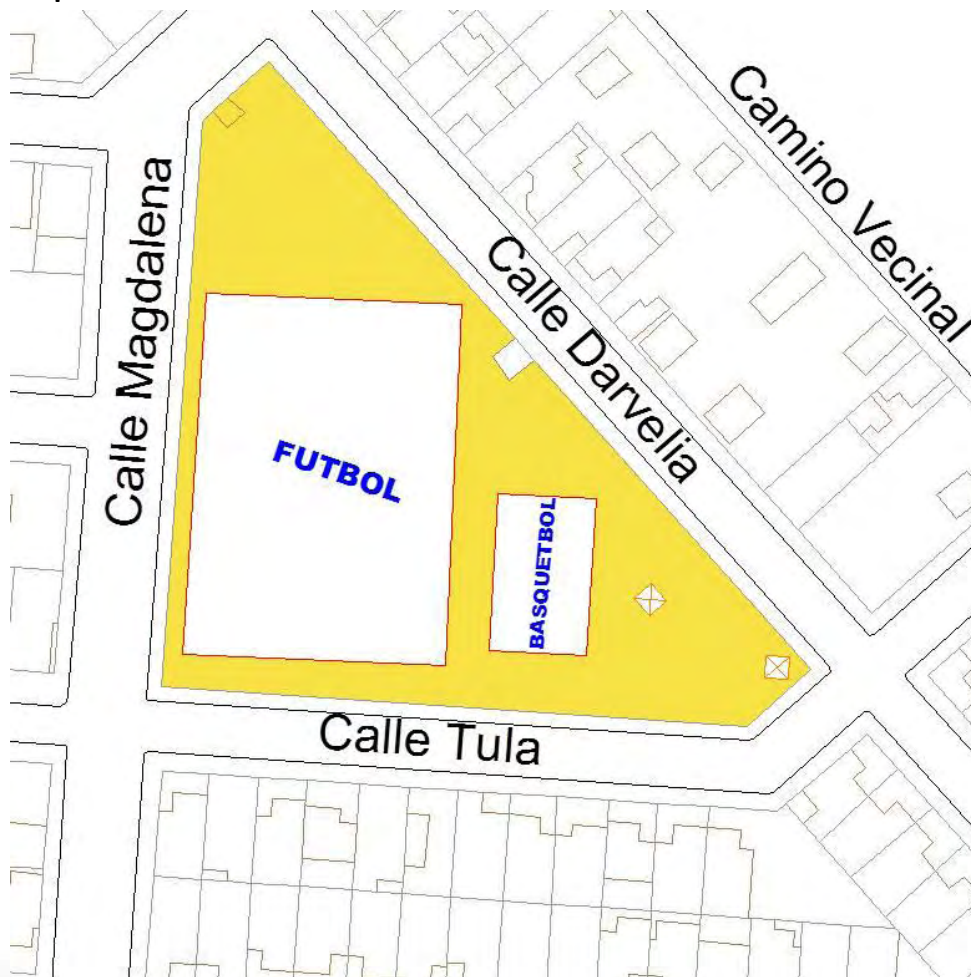 Camino Vecinal
Calle Darvelia
Calle Magdalena
FUTBOL
BASQUETBOL
Calle Tula